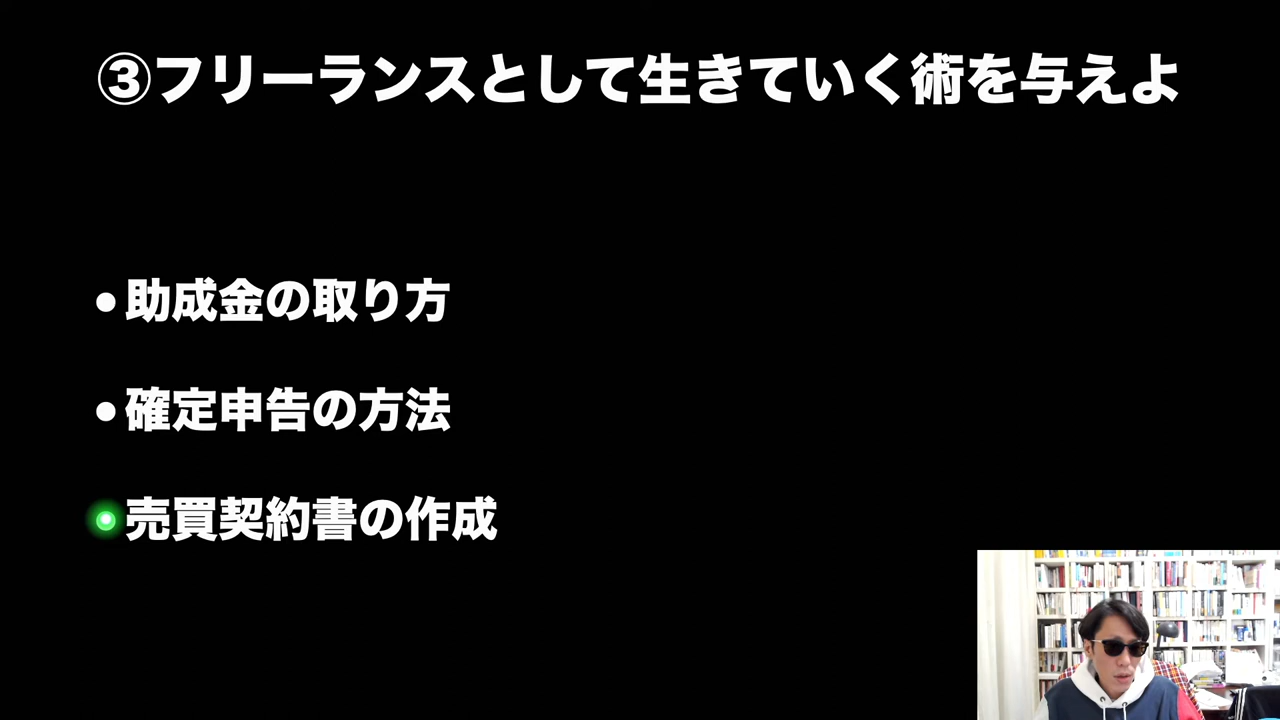 ③フリーランスとして生きていく術を与えよ
•助成金の取り方
•確定申告の方法
•売買契約書の作成